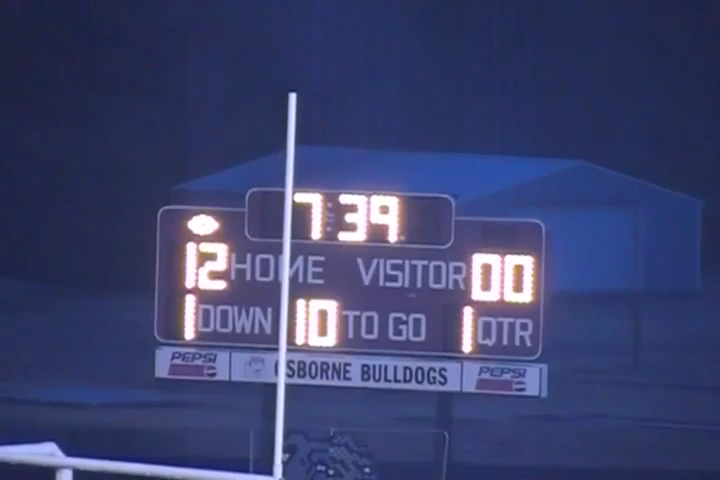 7:39
12 HOME VISITOR 00
1 DOWN 10 TO GO 1 QTR
PEPSI OSBORNE BULLDOGS PEPSI